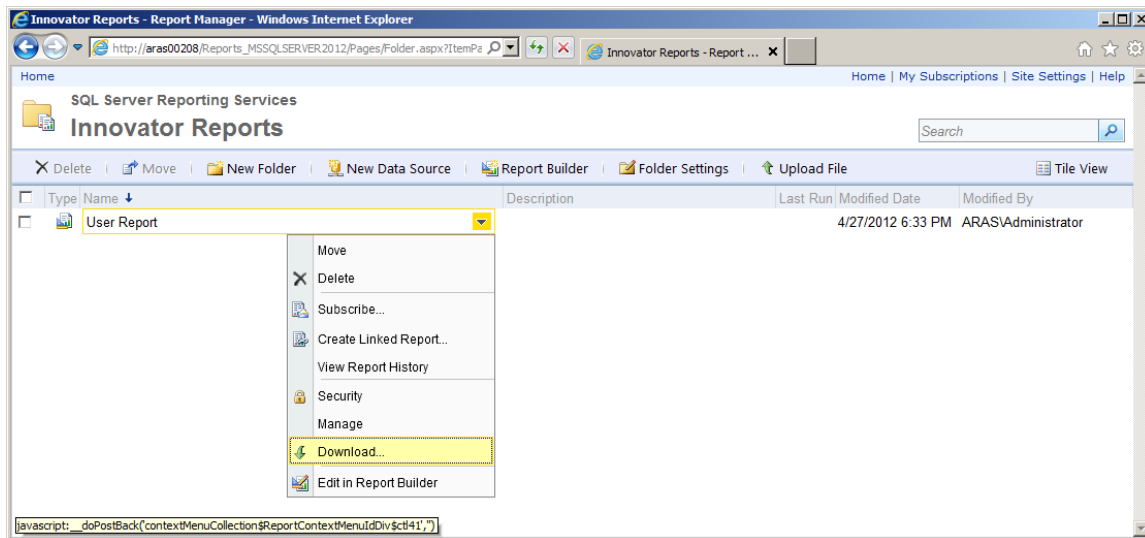 Innovator Reports - Report Manager - Windows Internet Explorer
http://aras00208/Reports_MSSQLSERVER2012/Pages/Folder.aspx?ItemPa Innovator Reports - Report ...
Home Home | My Subscriptions | Site Settings | Help
SQL Server Reporting Services
Innovator Reports
Search
Delete Move New Folder New Data Source Report Builder Folder Settings Upload File Tile View
Type Name Description Last Run Modified Date Modified By
User Report 4/27/2012 6:33 PM ARAS\Administrator
Move
Delete
Subscribe...
Create Linked Report...
View Report History
Security
Manage
Download...
Edit in Report Builder
javascript:__doPostBack('contextMenuCollection$ReportContextMenuIdDiv$ctl41','')